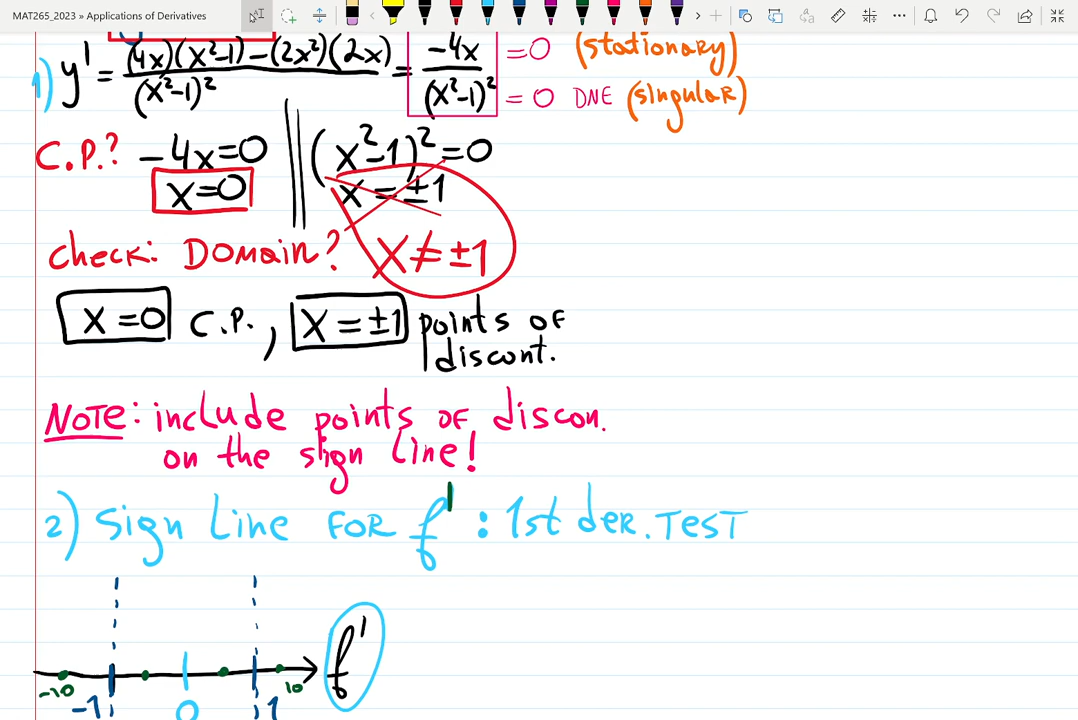 MAT265_2023 » Applications of Derivatives
1) y' = (4x)(x²-1)-(2x²)(2x) / (x²-1)² = -4x / (x²-1)² =0 (stationary)
= 0 DNE (singular)
C.P.? -4x=0 || (x²-1)²=0
x=0 x = ±1
Check: Domain? x ≠ ±1
x=0 C.P., x = ±1 points of
discont.
NOTE: include points of discon.
on the sign line!
2) Sign Line FOR f' : 1st der. TEST
f'
-10 -1 0 1 10